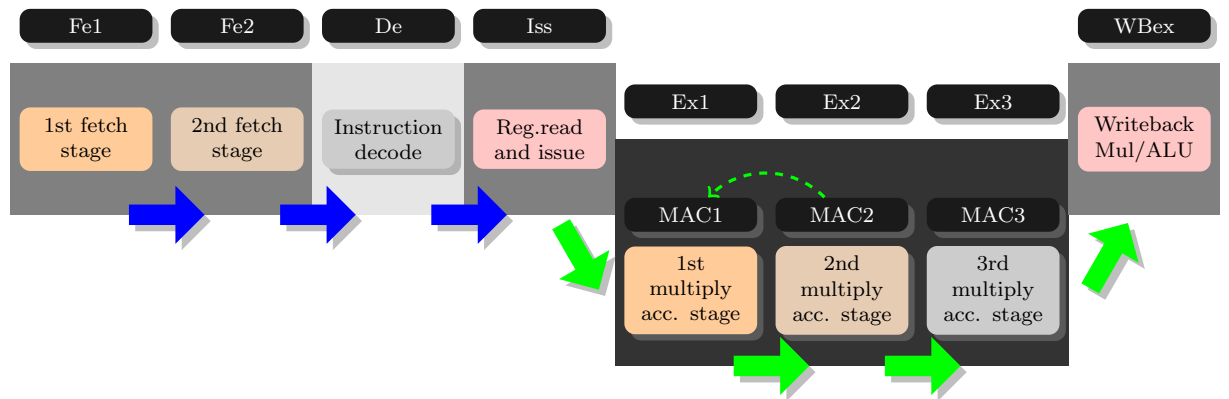 Fe1
Fe2
De
Iss
WBex
Ex1
Ex2
Ex3
1st fetch
stage
2nd fetch
stage
Instruction
decode
Reg.read
and issue
Writeback
Mul/ALU
MAC1
MAC2
MAC3
1st
multiply
acc. stage
2nd
multiply
acc. stage
3rd
multiply
acc. stage